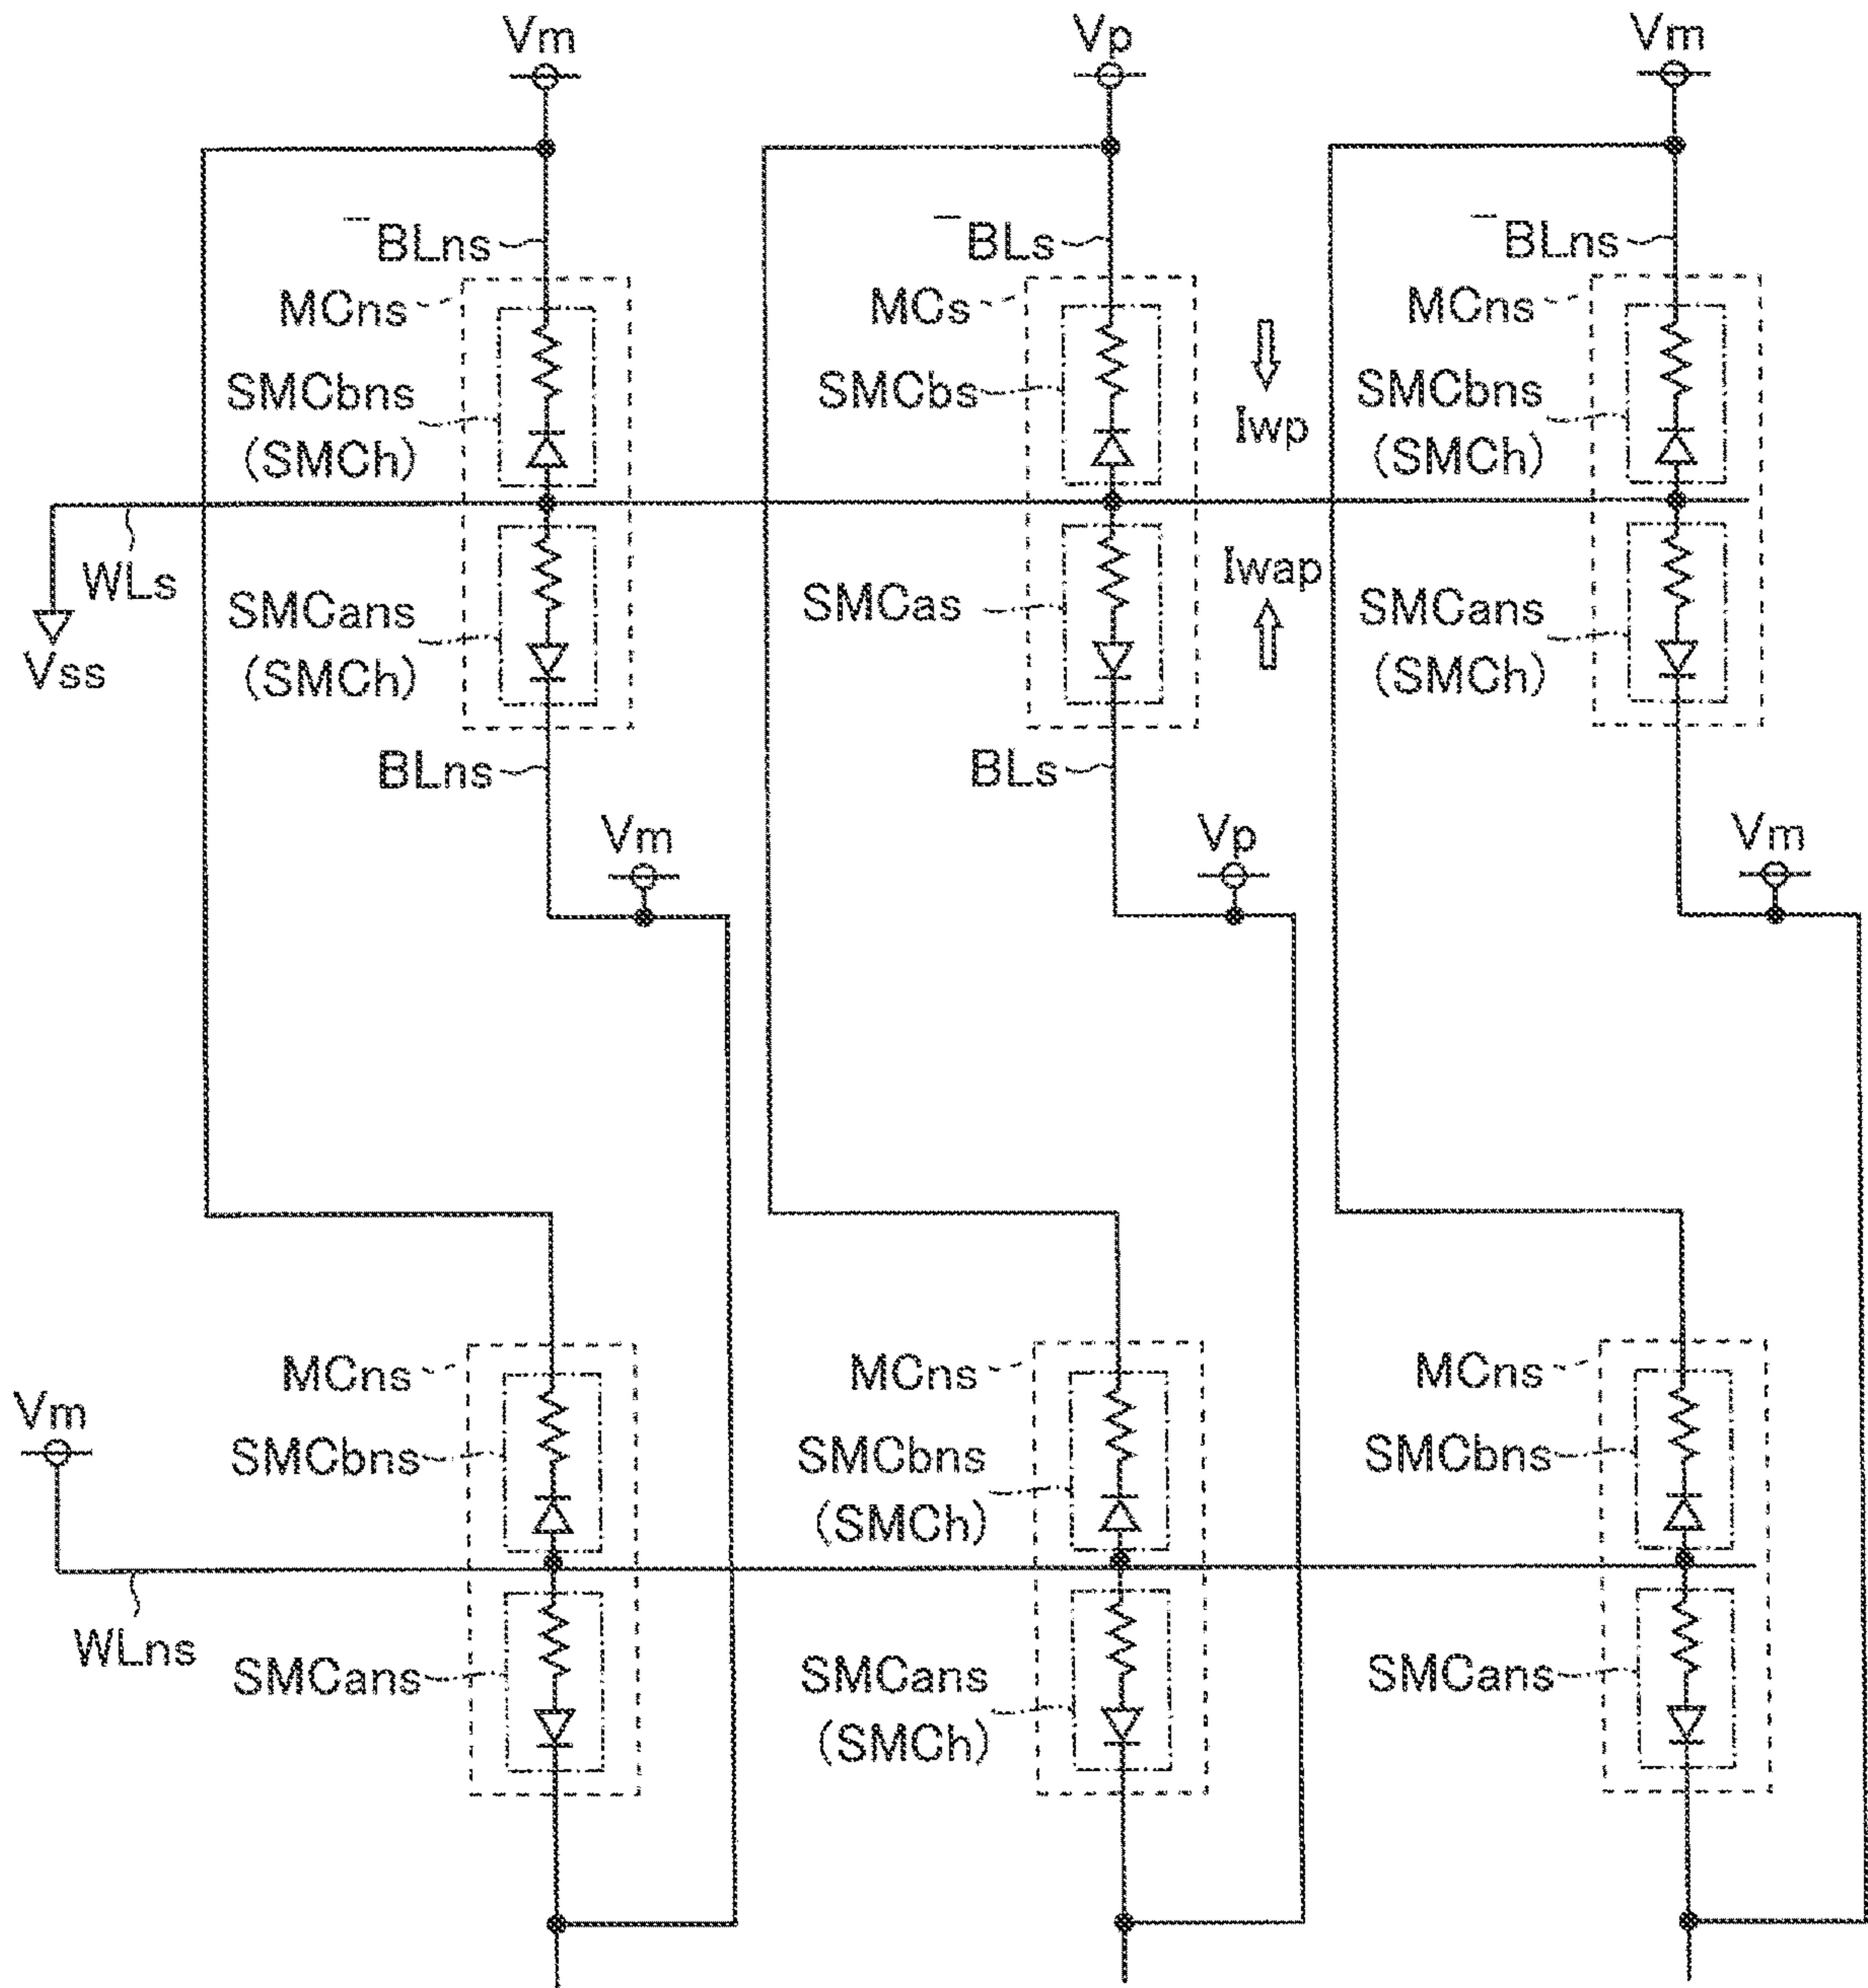 Vm
Vp
Vm
‾BLns
‾BLs
‾BLns
MCns
MCs
MCns
SMCbns
(SMCh)
SMCbs
Iwp
SMCbns
(SMCh)
WLs
Vss
SMCans
(SMCh)
SMCas
Iwap
SMCans
(SMCh)
BLns
BLs
Vm
Vp
Vm
MCns
MCns
MCns
Vm
SMCbns
SMCbns
(SMCh)
SMCbns
WLns
SMCans
SMCans
(SMCh)
SMCans